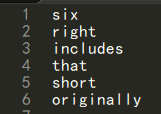 1 six
2 right
3 includes
4 that
5 short
6 originally